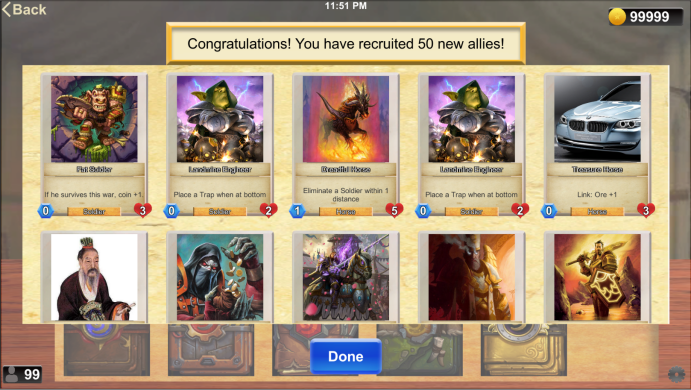 Back
11:51 PM
99999
Congratulations! You have recruited 50 new allies!
Fat Soldier
If he survives this war, coin +1.
0
Soldier
3
Landmine Engineer
Place a Trap when at bottom
0
Soldier
2
Dreadful Horse
Eliminate a Soldier within 1
distance
1
Horse
5
Landmine Engineer
Place a Trap when at bottom
0
Soldier
2
Treasure Horse
Link: Ore +1
0
Horse
3
Done
99